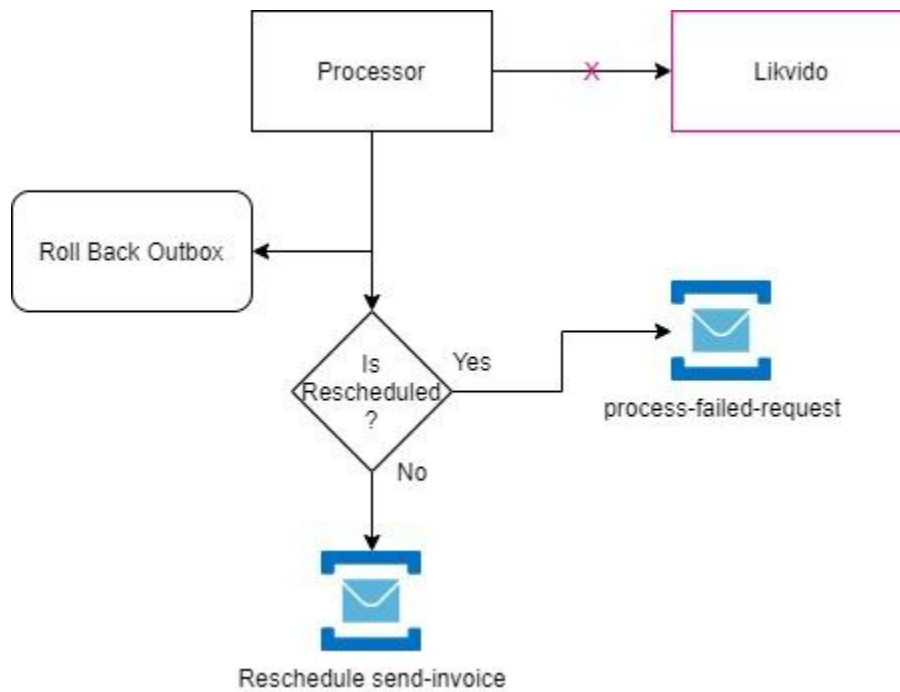 Processor
X
Likvido
Roll Back Outbox
Is
Rescheduled
?
Yes
process-failed-request
No
Reschedule send-invoice